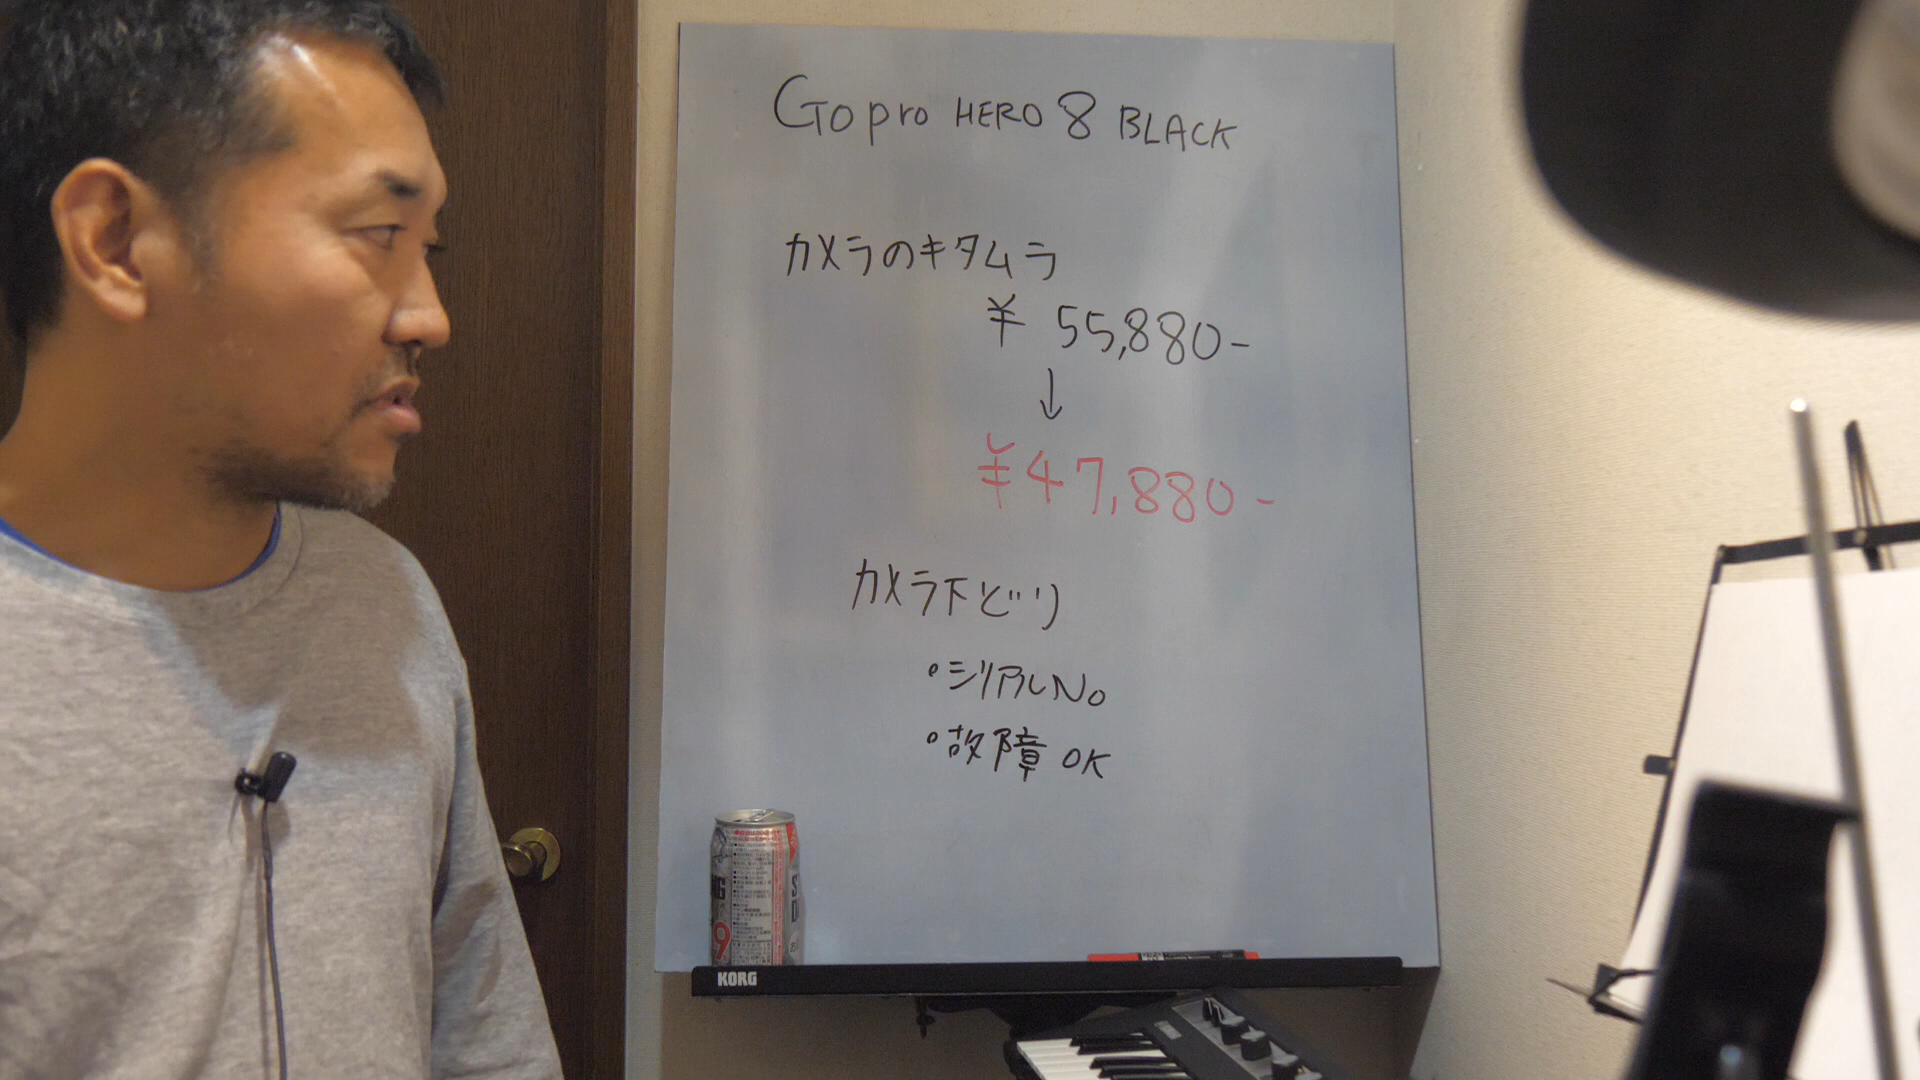 Gopro HERO 8 BLACK
カメラのキタムラ
¥ 55,880-
↓
¥47,880-
カメラ下どり
・シリアルNo
・故障 OK
9
KORG